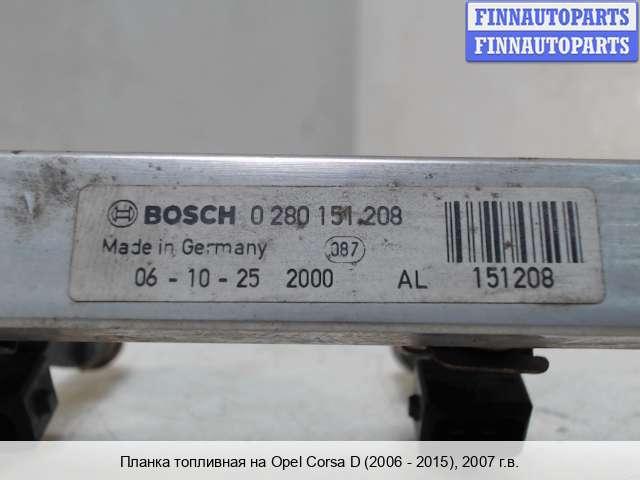 FINNAUTOPARTS
FINNAUTOPARTS
BOSCH 0 280 151 208
Made in Germany 087
06 - 10 - 25 2000 AL 151208
Планка топливная на Opel Corsa D (2006 - 2015), 2007 г.в.